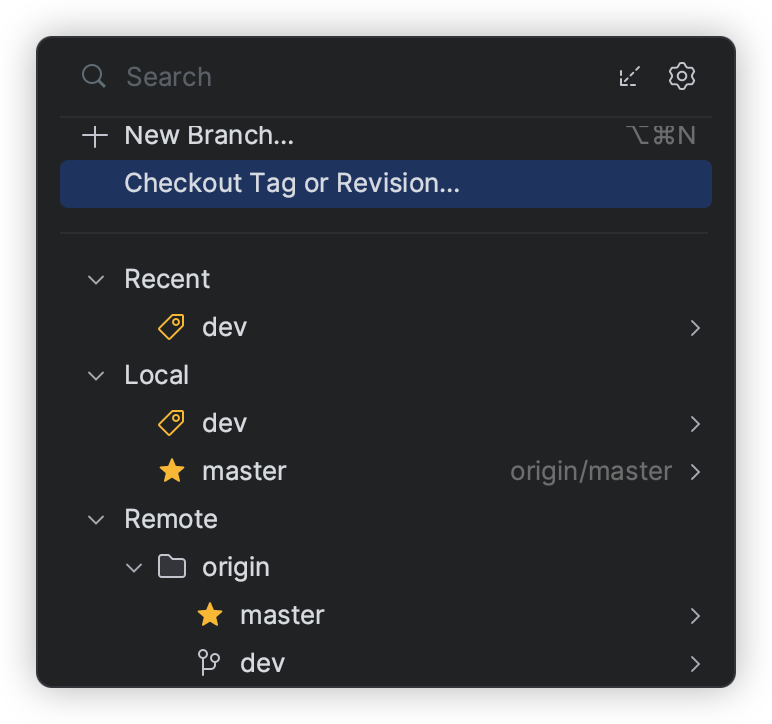 Search
New Branch... ⌥⌘N
Checkout Tag or Revision...
Recent
dev
Local
dev
master origin/master
Remote
origin
master
dev